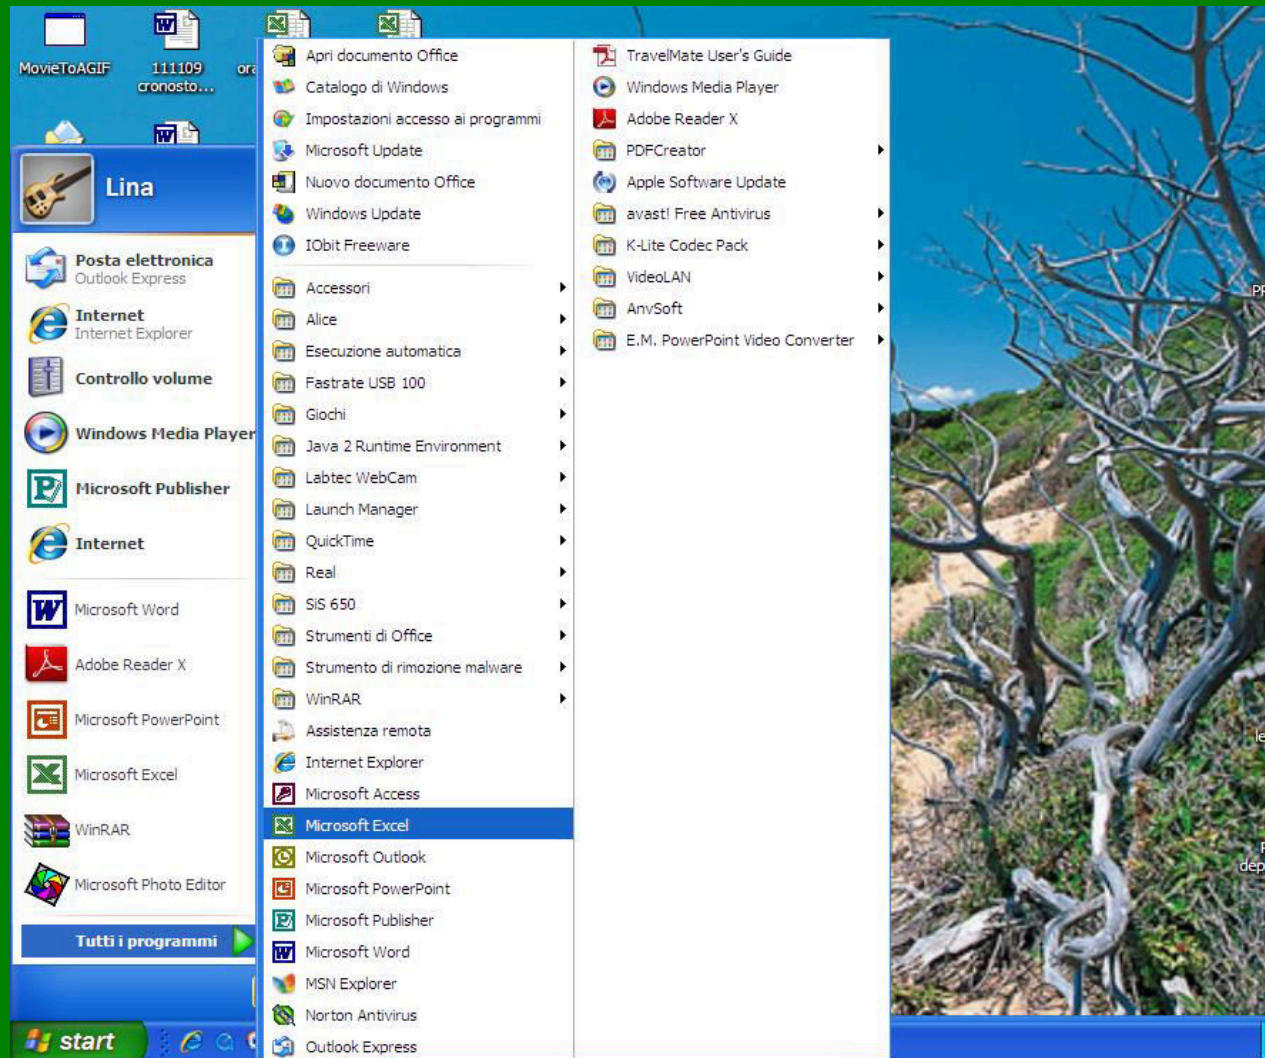 MovieToAGIF
111109
cronosto...
Lina
Posta elettronica
Outlook Express
Internet
Internet Explorer
Controllo volume
Windows Media Player
Microsoft Publisher
Internet
Microsoft Word
Adobe Reader X
Microsoft PowerPoint
Microsoft Excel
WinRAR
Microsoft Photo Editor
Tutti i programmi
start
Apri documento Office
Catalogo di Windows
Impostazioni accesso ai programmi
Microsoft Update
Nuovo documento Office
Windows Update
IObit Freeware
Accessori
Alice
Esecuzione automatica
Fastrate USB 100
Giochi
Java 2 Runtime Environment
Labtec WebCam
Launch Manager
QuickTime
Real
SiS 650
Strumenti di Office
Strumento di rimozione malware
WinRAR
Assistenza remota
Internet Explorer
Microsoft Access
Microsoft Excel
Microsoft Outlook
Microsoft PowerPoint
Microsoft Publisher
Microsoft Word
MSN Explorer
Norton Antivirus
Outlook Express
TravelMate User's Guide
Windows Media Player
Adobe Reader X
PDFCreator
Apple Software Update
avast! Free Antivirus
K-Lite Codec Pack
VideoLAN
AnvSoft
E.M. PowerPoint Video Converter